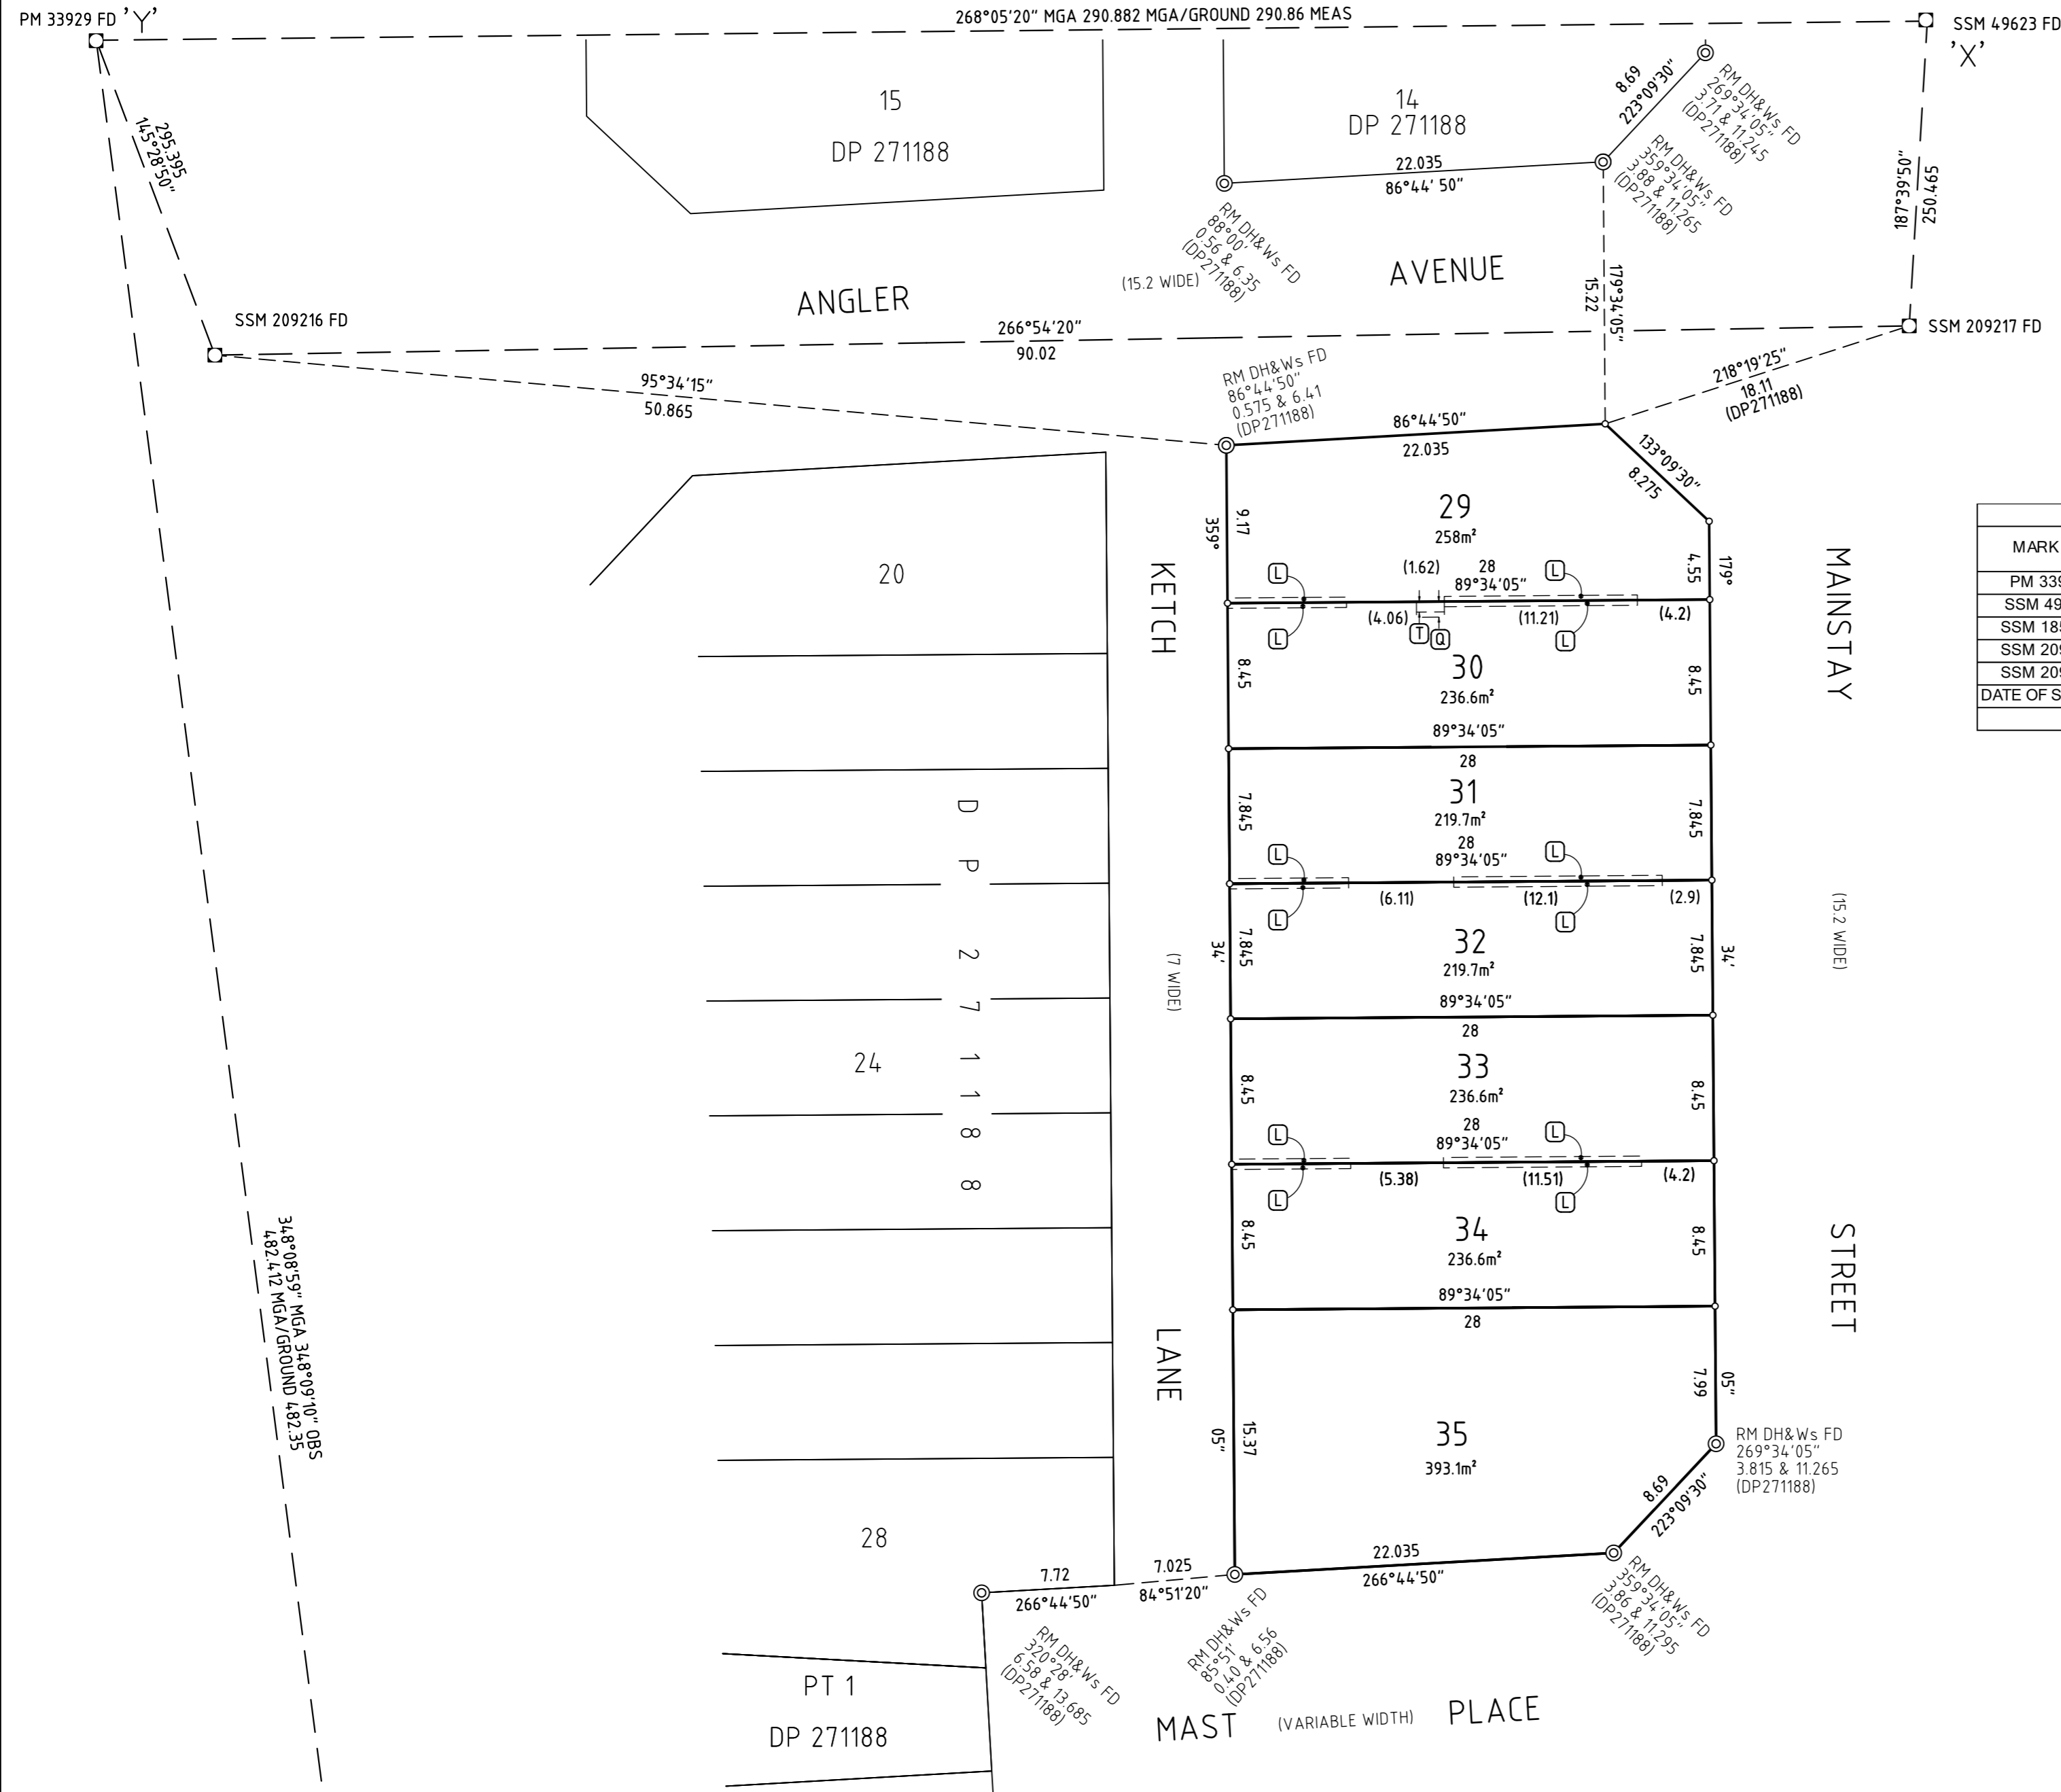 PM 33929 FD 'Y'
268°05'20" MGA 290.882 MGA/GROUND 290.86 MEAS
SSM 49623 FD
'X'
295.395
145°28'50"
15
DP 271188
14
DP 271188
8.69
223°09'30"
RM DH&Ws FD
269°34'05"
3.71 & 11.245
(DP271188)
RM DH&Ws FD
359°34'05"
3.88 & 11.265
(DP271188)
22.035
86°44'50"
187°39'50"
250.465
RM DH&Ws FD
88°00'
0.56 & 6.35
(DP271188)
ANGLER
(15.2 WIDE)
AVENUE
179°34'05"
15.22
SSM 209216 FD
266°54'20"
90.02
SSM 209217 FD
218°19'25"
18.11
(DP271188)
95°34'15"
50.865
RM DH&Ws FD
86°44'50"
0.575 & 6.41
(DP271188)
86°44'50"
22.035
133°09'30"
8.275
29
258m²
359°
9.17
4.55
179°
L
(1.62)
28
89°34'05"
L
L
(4.06)
T
Q
(11.21)
L
(4.2)
KETCH
MAINSTAY
MARK
PM 339
SSM 49
SSM 185
SSM 209
SSM 209
DATE OF S
20
8.45
30
236.6m²
8.45
89°34'05"
28
31
219.7m²
7.845
7.845
28
89°34'05"
L
L
L
(6.11)
(12.1)
L
(2.9)
DP 271188
(7 WIDE)
34'
7.845
32
219.7m²
7.845
34'
(15.2 WIDE)
89°34'05"
28
24
8.45
33
236.6m²
8.45
28
89°34'05"
L
L
L
(5.38)
(11.51)
L
(4.2)
8.45
34
236.6m²
8.45
STREET
89°34'05"
28
348°08'59" MGA 348°09'10" OBS
482.412 MGA/GROUND 482.35
LANE
05"
15.37
35
393.1m²
7.99
05"
RM DH&Ws FD
269°34'05"
3.815 & 11.265
(DP271188)
8.69
223°09'30"
28
7.72
266°44'50"
7.025
84°51'20"
22.035
266°44'50"
RM DH&Ws FD
359°34'05"
3.86 & 11.295
(DP271188)
RM DH&Ws FD
85°51'
0.40 & 6.56
(DP271188)
RM DH&Ws FD
320°28'
6.58 & 13.685
(DP271188)
PT 1
DP 271188
MAST
(VARIABLE WIDTH)
PLACE